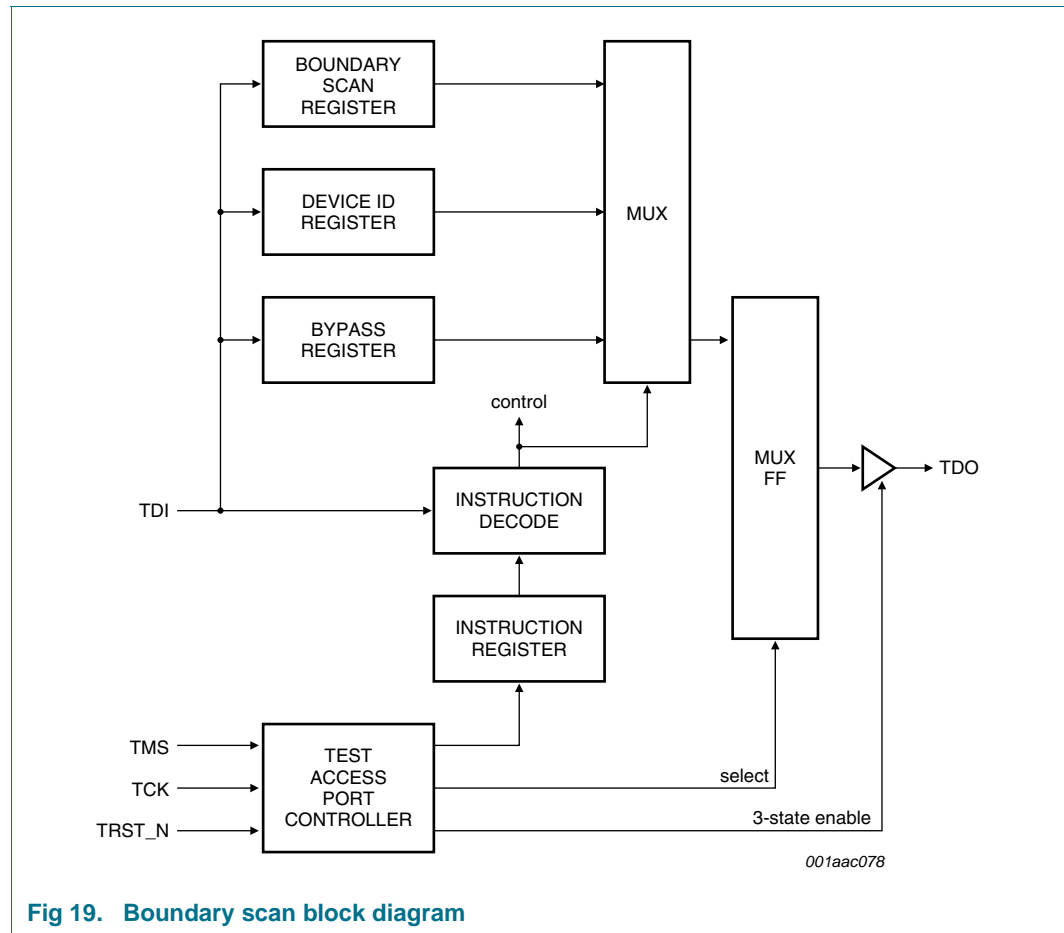 BOUNDARY
SCAN
REGISTER
DEVICE ID
REGISTER
MUX
BYPASS
REGISTER
control
MUX
FF
TDO
TDI
INSTRUCTION
DECODE
INSTRUCTION
REGISTER
TMS
TCK
TRST_N
TEST
ACCESS
PORT
CONTROLLER
select
3-state enable
001aac078
Fig 19. Boundary scan block diagram